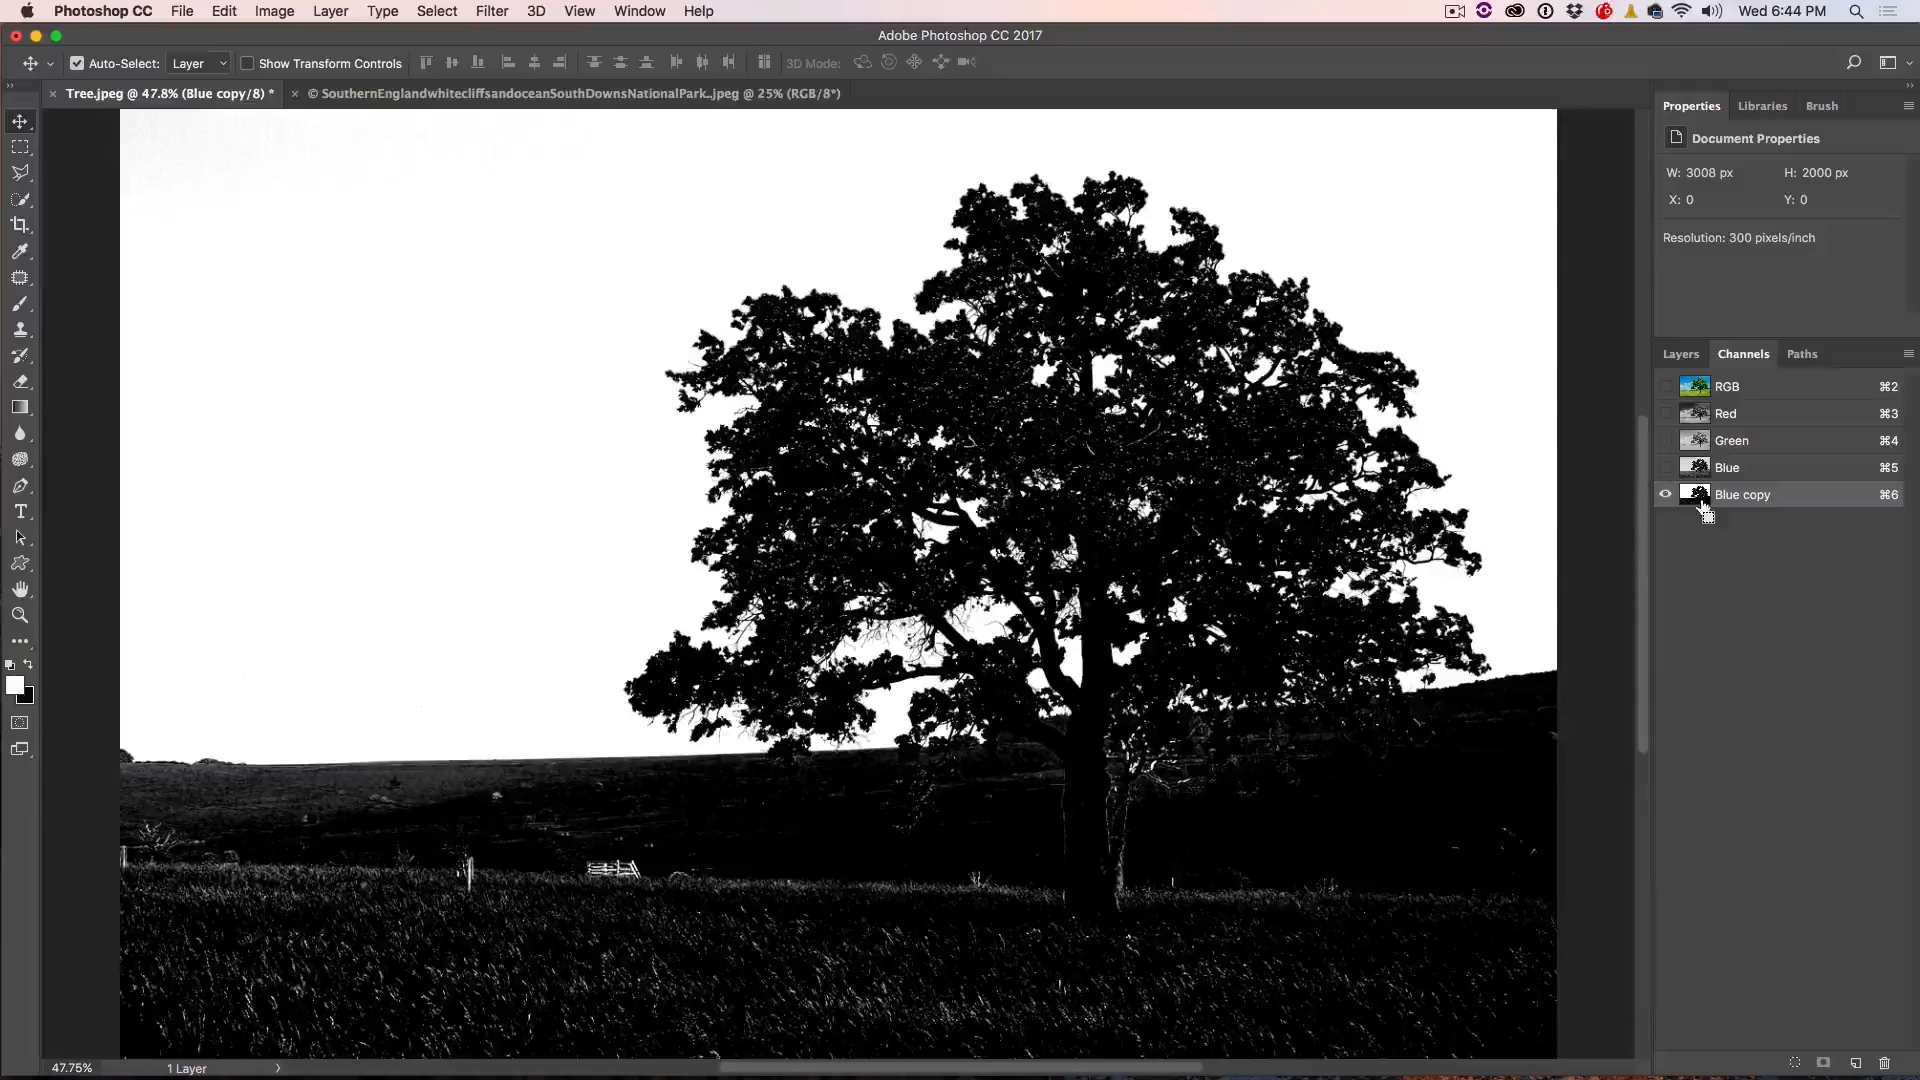 Photoshop CC File Edit Image Layer Type Select Filter 3D View Window Help Wed 6:44 PM
Adobe Photoshop CC 2017
Auto-Select: Layer Show Transform Controls 3D Mode:
Tree.jpeg @ 47.8% (Blue copy/8) * © SouthernEnglandwhitecliffsandoceanSouthDownsNationalPark..jpeg @ 25% (RGB/8*)
Properties Libraries Brush
Document Properties
W: 3008 px H: 2000 px
X: 0 Y: 0
Resolution: 300 pixels/inch
Layers Channels Paths
RGB ⌘2
Red ⌘3
Green ⌘4
Blue ⌘5
Blue copy ⌘6
47.75% 1 Layer